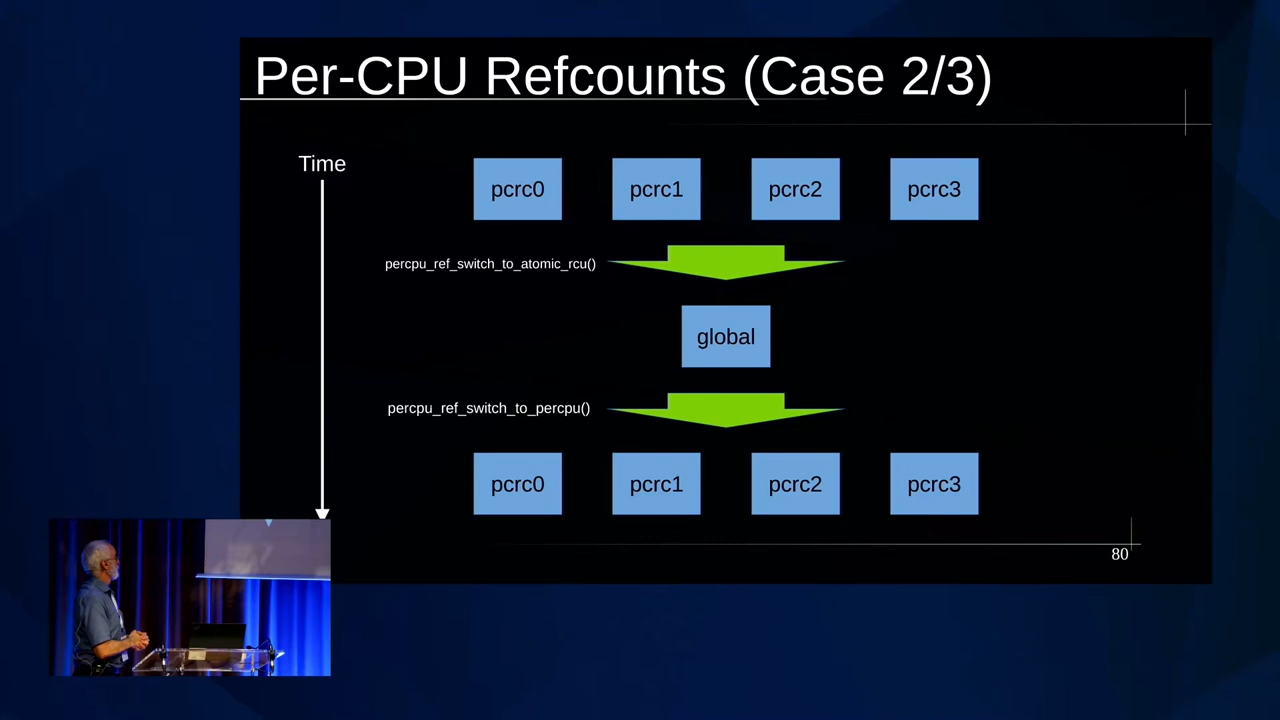 Per-CPU Refcounts (Case 2/3)
Time
pcrc0 pcrc1 pcrc2 pcrc3
percpu_ref_switch_to_atomic_rcu()
global
percpu_ref_switch_to_percpu()
pcrc0 pcrc1 pcrc2 pcrc3
80